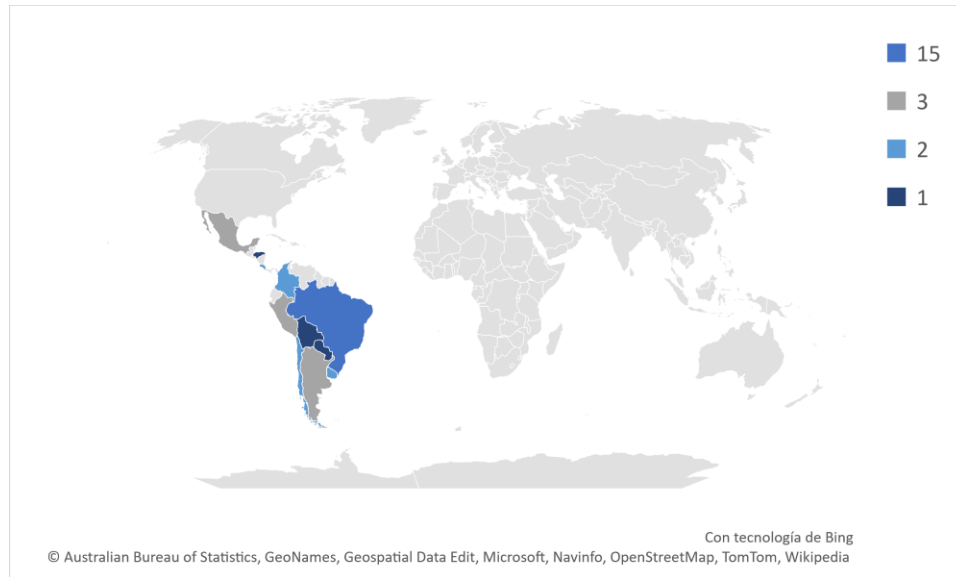 15
3
2
1
Con tecnología de Bing
© Australian Bureau of Statistics, GeoNames, Geospatial Data Edit, Microsoft, Navinfo, OpenStreetMap, TomTom, Wikipedia